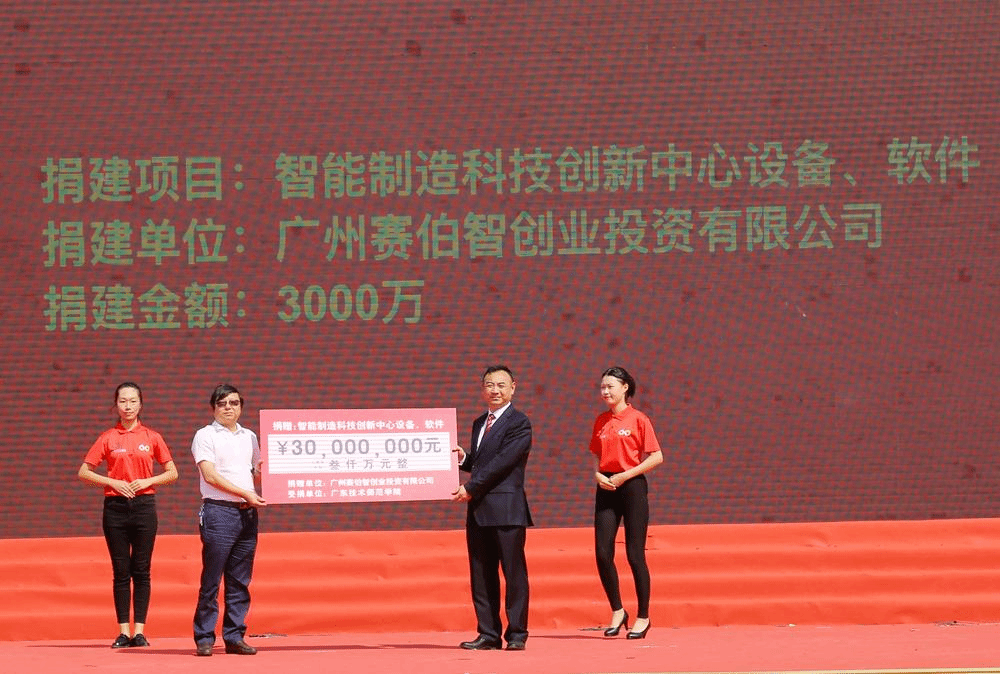 捐建项目：智能制造科技创新中心设备、软件
捐建单位：广州赛伯智创业投资有限公司
捐建金额：3000万
捐赠：智能制造科技创新中心设备、软件
￥30,000,000元
叁仟万元整
捐赠单位：广州赛伯智创业投资有限公司
受捐单位：广东技术师范学院